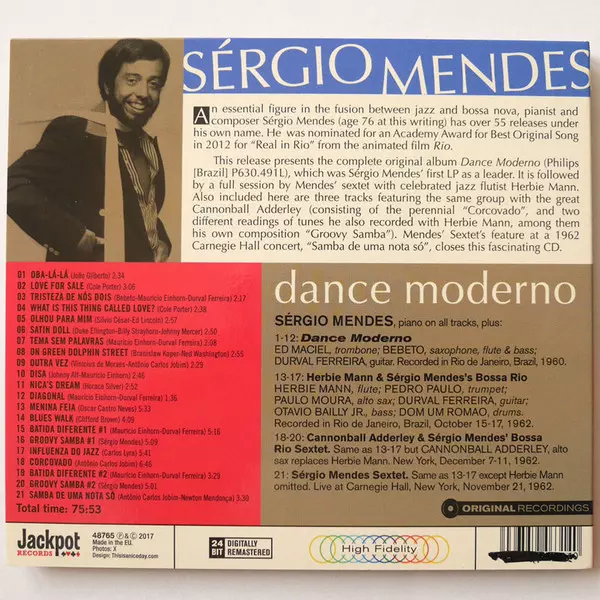 SÉRGIO MENDES
An essential figure in the fusion between jazz and bossa nova, pianist and
composer Sérgio Mendes (age 76 at this writing) has over 55 releases under
his own name. He was nominated for an Academy Award for Best Original Song
in 2012 for “Real in Rio” from the animated film Rio.
This release presents the complete original album Dance Moderno (Philips
[Brazil] P630.491L), which was Sérgio Mendes’ first LP as a leader. It is followed
by a full session by Mendes’ sextet with celebrated jazz flutist Herbie Mann.
Also included here are three tracks featuring the same group with the great
Cannonball Adderley (consisting of the perennial “Corcovado”, and two
different readings of tunes he also recorded with Herbie Mann, among them
his own composition “Groovy Samba”). Mendes’ Sextet’s feature at a 1962
Carnegie Hall concert, “Samba de uma nota só”, closes this fascinating CD.
01 OBA-LÁ-LÁ (João Gilberto) 2:34
02 LOVE FOR SALE (Cole Porter) 3:06
03 TRISTEZA DE NÓS DOIS (Bebeto-Mauricio Einhorn-Durval Ferreira) 2:17
04 WHAT IS THIS THING CALLED LOVE? (Cole Porter) 2:38
05 OLHOU PARA MIM (Silvio César-Ed Lincoln) 2:31
06 SATIN DOLL (Duke Ellington-Billy Strayhorn-Johnny Mercer) 2:50
07 TEMA SEM PALAVRAS (Mauricio Einhorn-Durval Ferreira) 3:08
08 ON GREEN DOLPHIN STREET (Bronislaw Kaper-Ned Washington) 2:55
09 OUTRA VEZ (Vinicius de Moraes-Antônio Carlos Jobim) 2:21
10 DISA (Johnny Alf-Mauricio Einhorn) 3:46
11 NICA'S DREAM (Horace Silver) 2:51
12 DIAGONAL (Mauricio Einhorn-Durval Ferreira) 3:18
13 MENINA FEIA (Oscar Castro Neves) 5:31
14 BLUES WALK (Clifford Brown) 4:36
15 BATIDA DIFERENTE #1 (Mauricio Einhorn-Durval Ferreira) 5:16
16 GROOVY SAMBA #1 (Sérgio Mendes) 5:09
17 INFLUENZA DO JAZZ (Carlos Lyra) 5:41
18 CORCOVADO (Antônio Carlos Jobim)
19 BATIDA DIFERENTE #2 (Mauricio Einhorn-Durval Ferreira) 3:29
20 GROOVY SAMBA #2 (Sérgio Mendes) 5:01
21 SAMBA DE UMA NOTA SÓ (Antônio Carlos Jobim-Newton Mendonça) 3:30
Total time: 75:53
dance moderno
SÉRGIO MENDES, piano on all tracks, plus:
1-12: Dance Moderno
ED MACIEL, trombone; BEBETO, saxophone, flute & bass;
DURVAL FERREIRA, guitar. Recorded in Rio de Janeiro, Brazil, 1960.
13-17: Herbie Mann & Sérgio Mendes’s Bossa Rio
HERBIE MANN, flute; PEDRO PAULO, trumpet;
PAULO MOURA, alto sax; DURVAL FERREIRA, guitar;
OTAVIO BAILLY JR., bass; DOM UM ROMAO, drums.
Recorded in Rio de Janeiro, Brazil, October 15-17, 1962.
18-20: Cannonball Adderley & Sérgio Mendes’ Bossa
Rio Sextet. Same as 13-17 but CANNONBALL ADDERLEY, alto
sax replaces Herbie Mann. New York, December 7-11, 1962.
21: Sérgio Mendes Sextet. Same as 13-17 except Herbie Mann
omitted. Live at Carnegie Hall, New York, November 21, 1962.
ORIGINAL RECORDINGS
Jackpot
RECORDS
48765 ℗ & © 2017
Made in the EU.
Photos: X
Design: Thisisaniceday.com
24
BIT
DIGITALLY
REMASTERED
High Fidelity